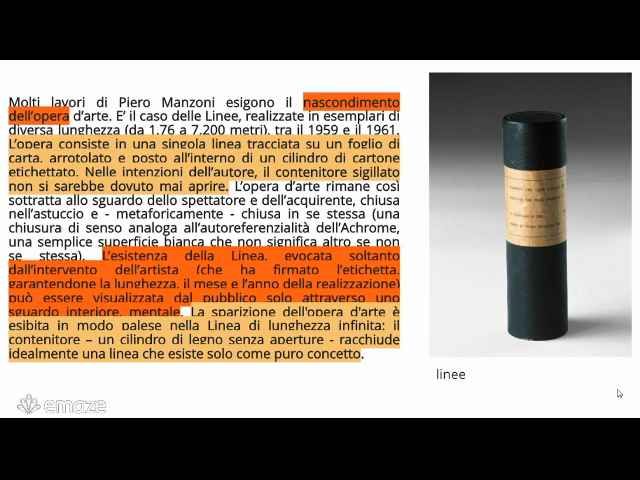 Molti lavori di Piero Manzoni esigono il nascondimento
dell'opera d'arte. E' il caso delle Linee, realizzate in esemplari di
diversa lunghezza (da 1,76 a 7.200 metri), tra il 1959 e il 1961.
L'opera consiste in una singola linea tracciata su un foglio di
carta, arrotolato e posto all'interno di un cilindro di cartone
etichettato. Nelle intenzioni dell'autore, il contenitore sigillato
non si sarebbe dovuto mai aprire. L'opera d'arte rimane così
sottratta allo sguardo dello spettatore e dell'acquirente, chiusa
nell'astuccio e - metaforicamente - chiusa in se stessa (una
chiusura di senso analoga all'autoreferenzialità dell'Achrome,
una semplice superficie bianca che non significa altro se non
se stessa). L'esistenza della Linea, evocata soltanto
dall'intervento dell'artista (che ha firmato l'etichetta,
garantendone la lunghezza, il mese e l'anno della realizzazione)
può essere visualizzata dal pubblico solo attraverso uno
sguardo interiore, mentale. La sparizione dell'opera d'arte è
esibita in modo palese nella Linea di lunghezza infinita: il
contenitore – un cilindro di legno senza aperture - racchiude
idealmente una linea che esiste solo come puro concetto.
linee
emaze